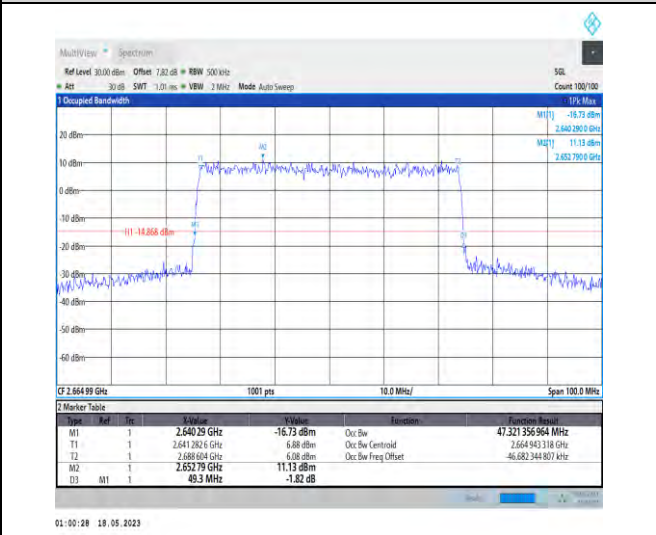 MultiView Spectrum
Ref Level 30.00 dBm Offset 7.82 dB RBW 500 kHz SGL
Att 30 dB SWT 1.01 ms VBW 2 MHz Mode Auto Sweep Count 100/100
1 Occupied Bandwidth 1Pk Max
M1[1] -16.73 dBm
2.640 290 0 GHz
M2[1] 11.13 dBm
2.652 790 0 GHz
20 dBm
M2
10 dBm
0 dBm
-10 dBm
H1 -14.868 dBm
-20 dBm
-30 dBm
-40 dBm
-50 dBm
-60 dBm
CF 2.664 99 GHz 1001 pts 10.0 MHz/ Span 100.0 MHz
2 Marker Table
Type Ref Trc X-Value Y-Value Function Function Result
M1 1 2.640 29 GHz -16.73 dBm Occ Bw 47.321 356 964 MHz
T1 1 2.641 282 6 GHz 6.88 dBm Occ Bw Centroid 2.664 943 318 GHz
T2 1 2.688 604 GHz 6.08 dBm Occ Bw Freq Offset -46.682 344 807 kHz
M2 1 2.652 79 GHz 11.13 dBm
D3 M1 1 49.3 MHz -1.82 dB
01:00:28 18.05.2023